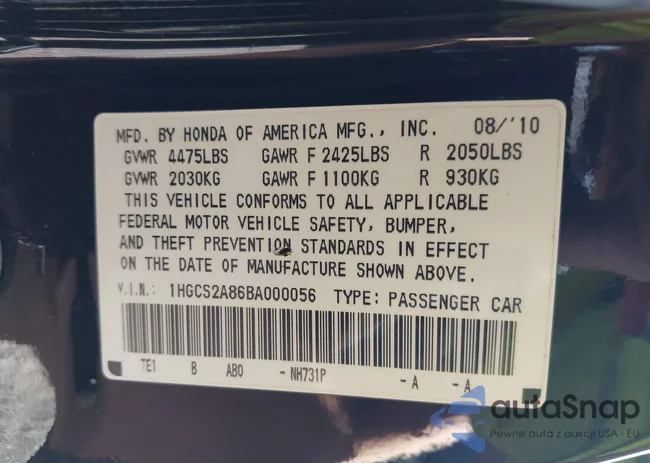 MFD. BY HONDA OF AMERICA MFG., INC. 08/'10
GVWR 4475LBS GAWR F 2425LBS R 2050LBS
GVWR 2030KG GAWR F 1100KG R 930KG
THIS VEHICLE CONFORMS TO ALL APPLICABLE
FEDERAL MOTOR VEHICLE SAFETY, BUMPER,
AND THEFT PREVENTION STANDARDS IN EFFECT
ON THE DATE OF MANUFACTURE SHOWN ABOVE.
V.I.N.: 1HGCS2A86BA000056 TYPE: PASSENGER CAR
TE1 B AB0 - NH731P - A - A
autaSnap
Pewne auta z aukcji USA i EU